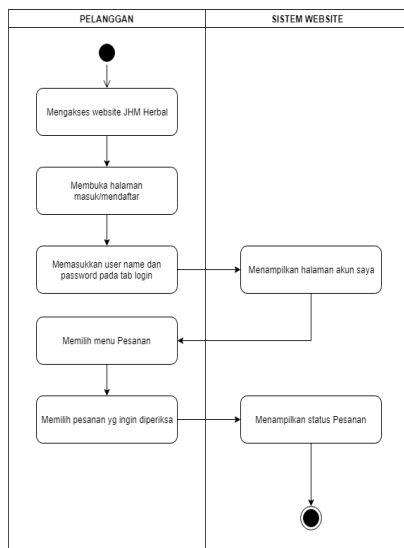 PELANGGAN
SISTEM WEBSITE
Mengakses website JHM Herbal
Membuka halaman
masuk/mendaftar
Memasukkan user name dan
password pada tab login
Menampilkan halaman akun saya
Memilih menu Pesanan
Memilih pesanan yg ingin diperiksa
Menampilkan status Pesanan